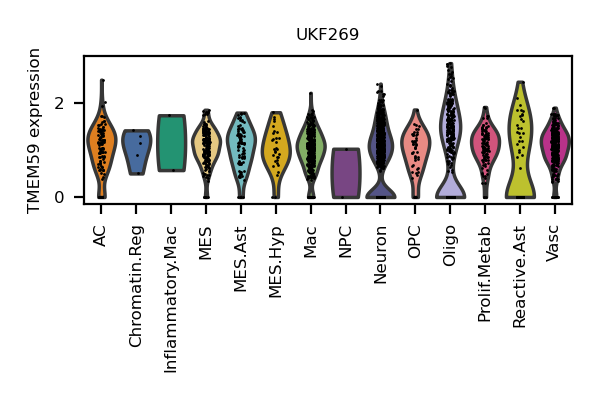 UKF269
TMEM59 expression
2
0
AC
Chromatin.Reg
Inflammatory.Mac
MES
MES.Ast
MES.Hyp
Mac
NPC
Neuron
OPC
Oligo
Prolif.Metab
Reactive.Ast
Vasc